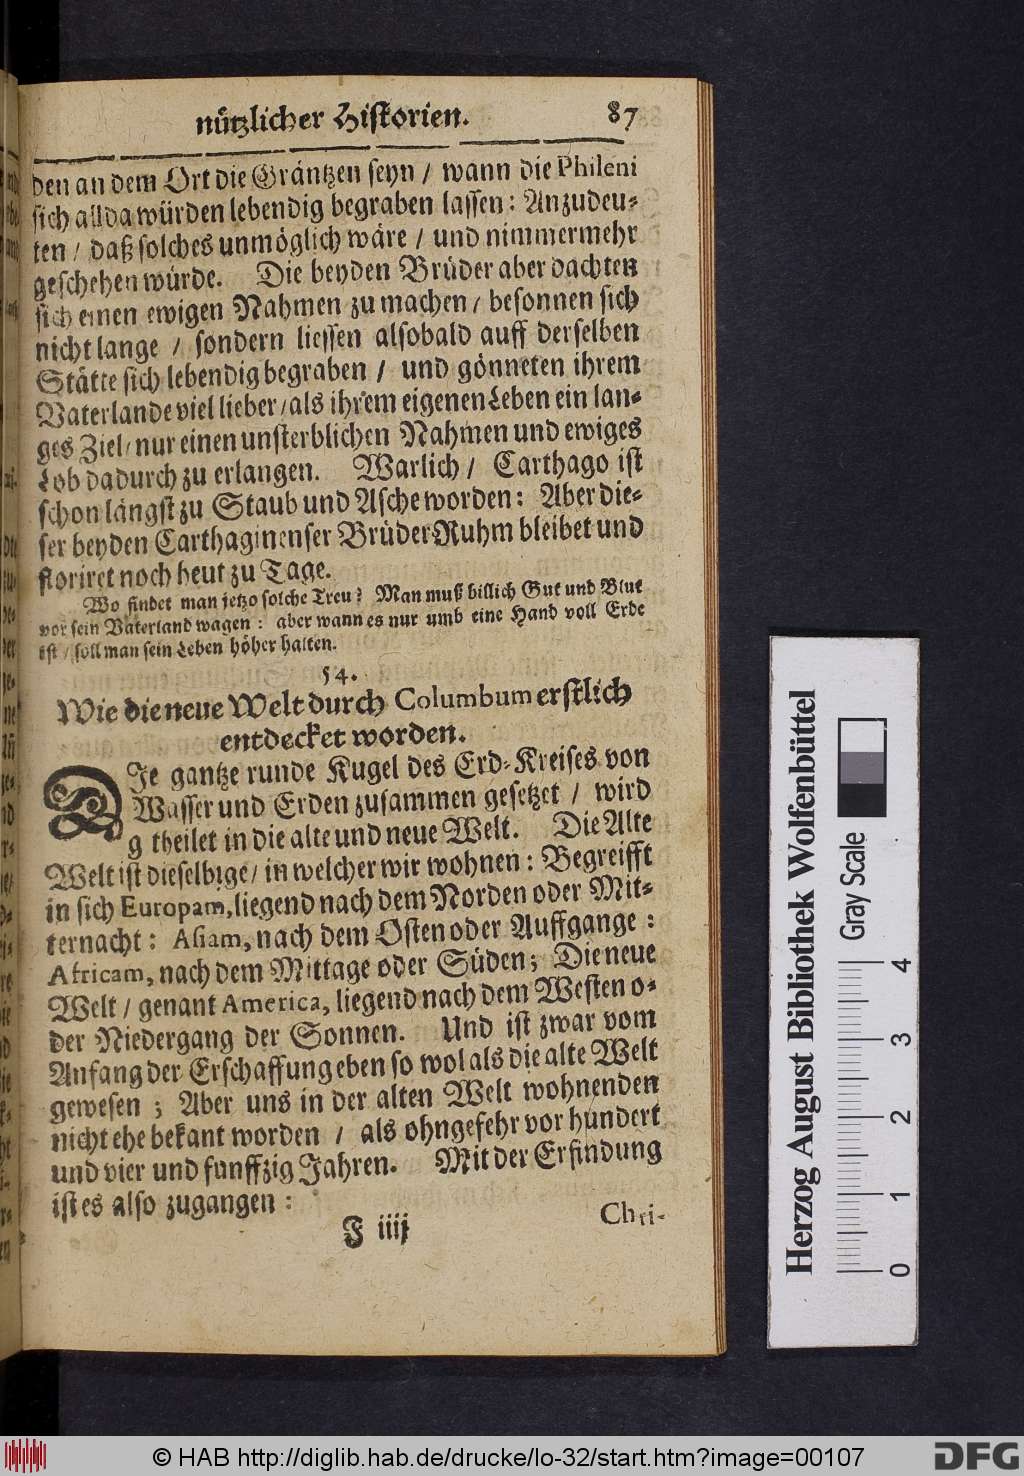 nützlicher Historien. 87
den an dem Ort die Gräntzen seyn / wann die Phileni
sich allda würden lebendig begraben lassen: Anzudeu-
ten / daß solches unmöglich wäre / und nimmermehr
geschehen würde. Die beyden Brüder aber dachten
sich einen ewigen Nahmen zu machen / besonnen sich
nicht lange / sondern liessen alsobald auff derselben
Stätte sich lebendig begraben / und gönneten ihrem
Vaterlande viel lieber / als ihrem eigenen Leben ein lan-
ges Ziel / nur einen unsterblichen Nahmen und ewiges
Lob dadurch zu erlangen. Warlich / Carthago ist
schon längst zu Staub und Asche worden: Aber die-
ser beyden Carthaginenser Brüder Ruhm bleibet und
floriret noch heut zu Tage.
Wo findet man jetzo solche Treu? Man muß billich Gut und Blut
vor sein Vaterland wagen: aber wann es nur umb eine Hand voll Erde
ist / soll man sein Leben höher halten.
54.
Wie die neue Welt durch Columbum erstlich
entdecket worden.
DIe gantze runde Kugel des Erd-Kreises von
Wasser und Erden zusammen gesetzet / wird
g theilet in die alte und neue Welt. Die Alte
Welt ist dieselbige / in welcher wir wohnen: Begreifft
in sich Europam, liegend nach dem Norden oder Mit-
ternacht: Asiam, nach dem Osten oder Auffgange:
Africam, nach dem Mittage oder Süden; Die neue
Welt / genant America, liegend nach dem Westen o-
der Niedergang der Sonnen. Und ist zwar vom
Anfang der Erschaffung eben so wol als die alte Welt
gewesen; Aber uns in der alten Welt wohnenden
nicht ehe bekant worden / als ohngefehr vor hundert
und vier und funffzig Jahren. Mit der Erfindung
ist es also zugangen:
J iiij Chri-
Herzog August Bibliothek Wolfenbüttel
Gray Scale
0 1 2 3 4
© HAB http://diglib.hab.de/drucke/lo-32/start.htm?image=00107
DFG